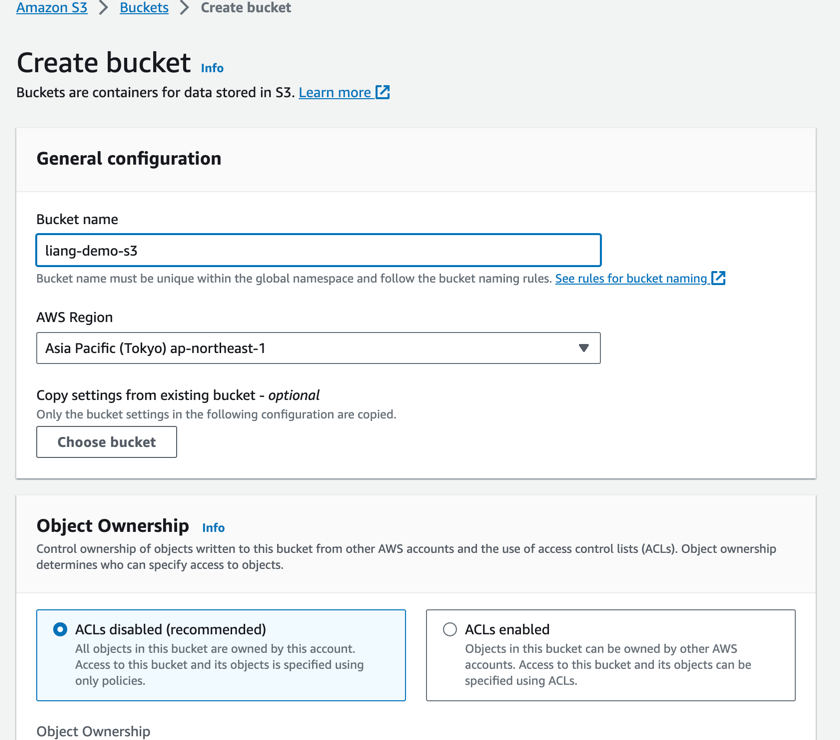 Amazon S3 > Buckets > Create bucket
Create bucket Info
Buckets are containers for data stored in S3. Learn more
General configuration
Bucket name
liang-demo-s3
Bucket name must be unique within the global namespace and follow the bucket naming rules. See rules for bucket naming
AWS Region
Asia Pacific (Tokyo) ap-northeast-1
Copy settings from existing bucket - optional
Only the bucket settings in the following configuration are copied.
Choose bucket
Object Ownership Info
Control ownership of objects written to this bucket from other AWS accounts and the use of access control lists (ACLs). Object ownership
determines who can specify access to objects.
ACLs disabled (recommended)
All objects in this bucket are owned by this account.
Access to this bucket and its objects is specified using
only policies.
ACLs enabled
Objects in this bucket can be owned by other AWS
accounts. Access to this bucket and its objects can be
specified using ACLs.
Object Ownership